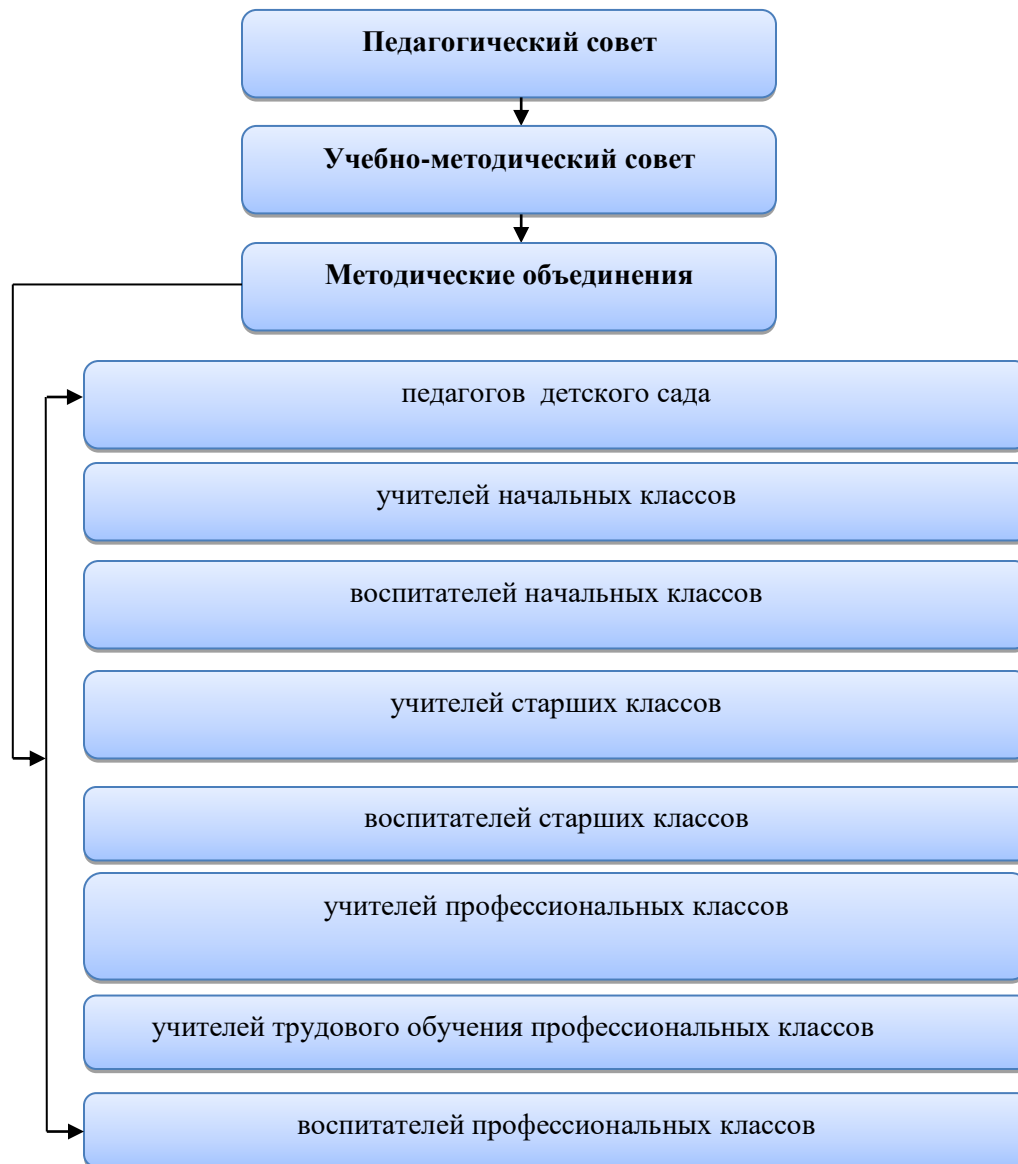 Педагогический совет
Учебно-методический совет
Методические объединения
педагогов детского сада
учителей начальных классов
воспитателей начальных классов
учителей старших классов
воспитателей старших классов
учителей профессиональных классов
учителей трудового обучения профессиональных классов
воспитателей профессиональных классов